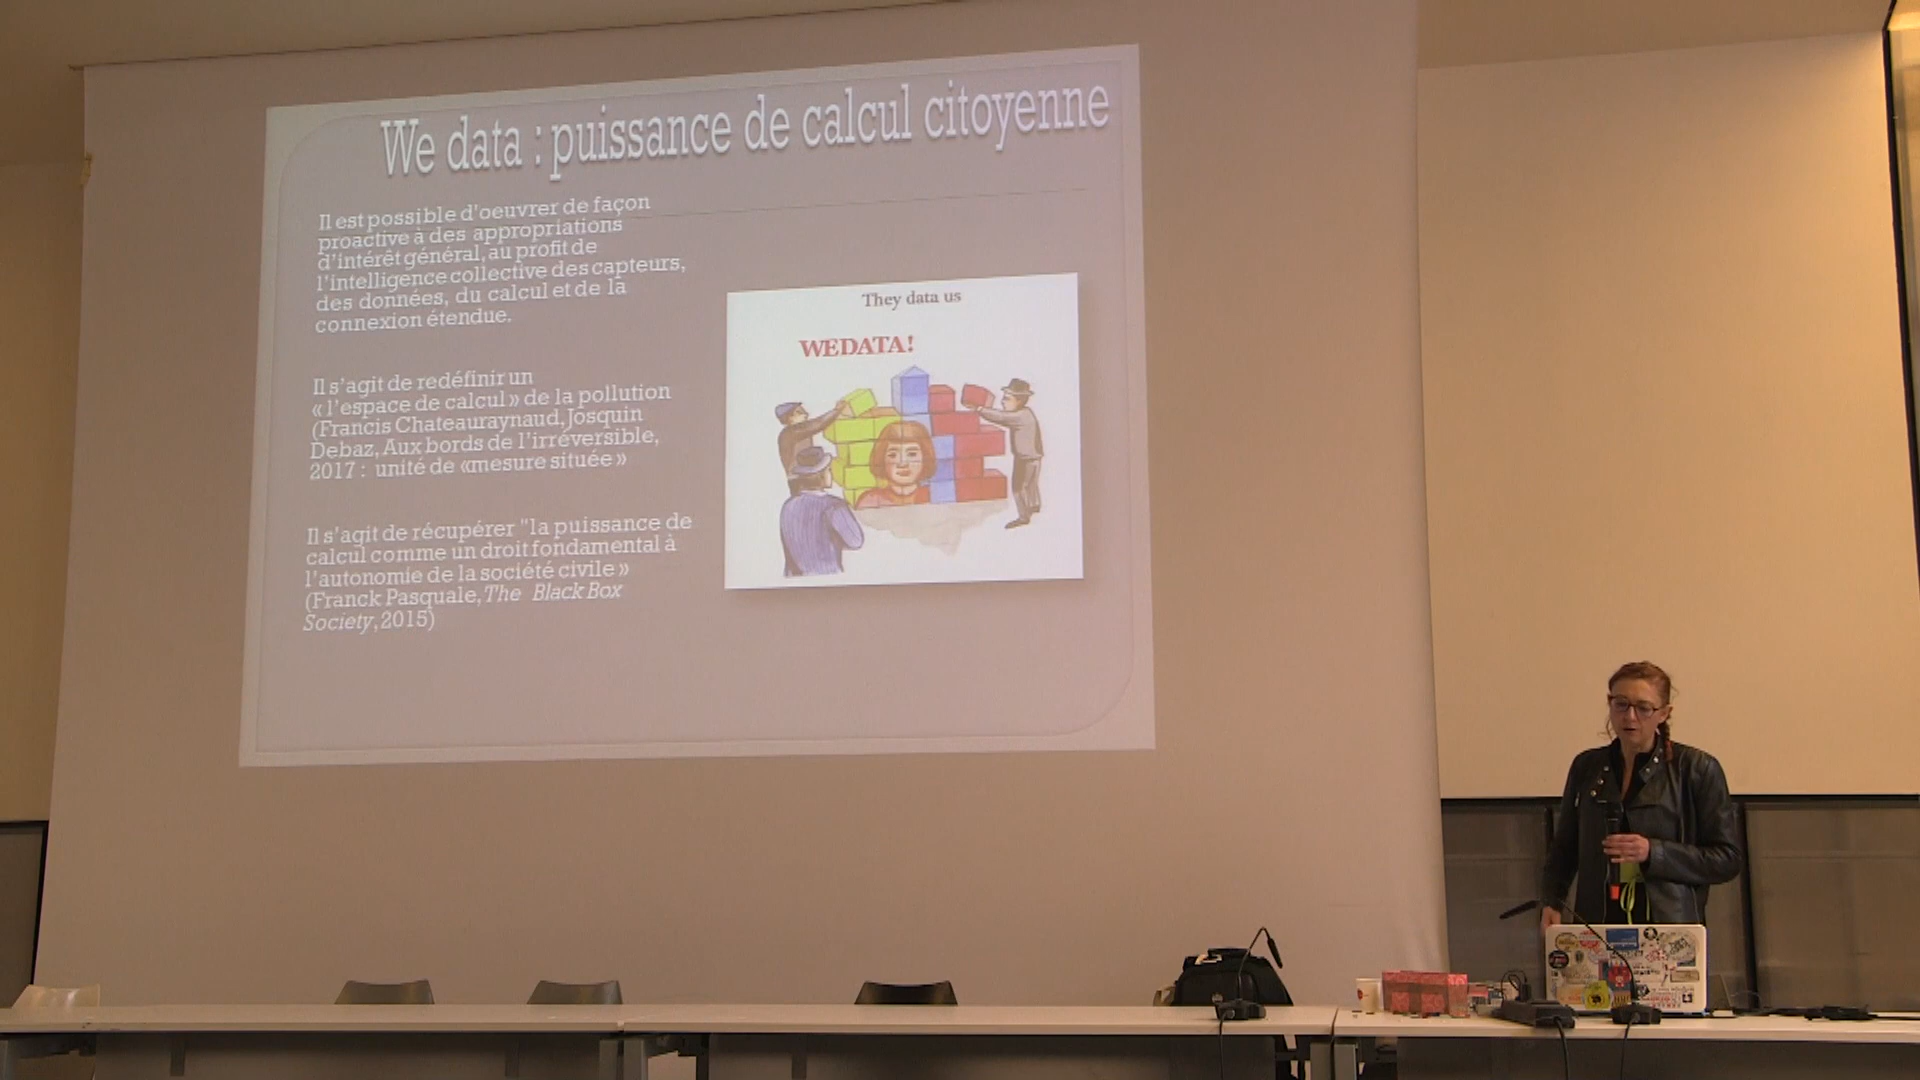 We data : puissance de calcul citoyenne
Il est possible d'oeuvrer de façon
proactive à des appropriations
d'intérêt général, au profit de
l'intelligence collective des capteurs,
des données, du calcul et de la
connexion étendue.
Il s'agit de redéfinir un
« l'espace de calcul » de la pollution
(Francis Chateauraynaud, Josquin
Debaz, Aux bords de l'irréversible,
2017 : unité de «mesure située »
Il s'agit de récupérer "la puissance de
calcul comme un droit fondamental à
l'autonomie de la société civile »
(Franck Pasquale, The Black Box
Society, 2015)
They data us
WEDATA!